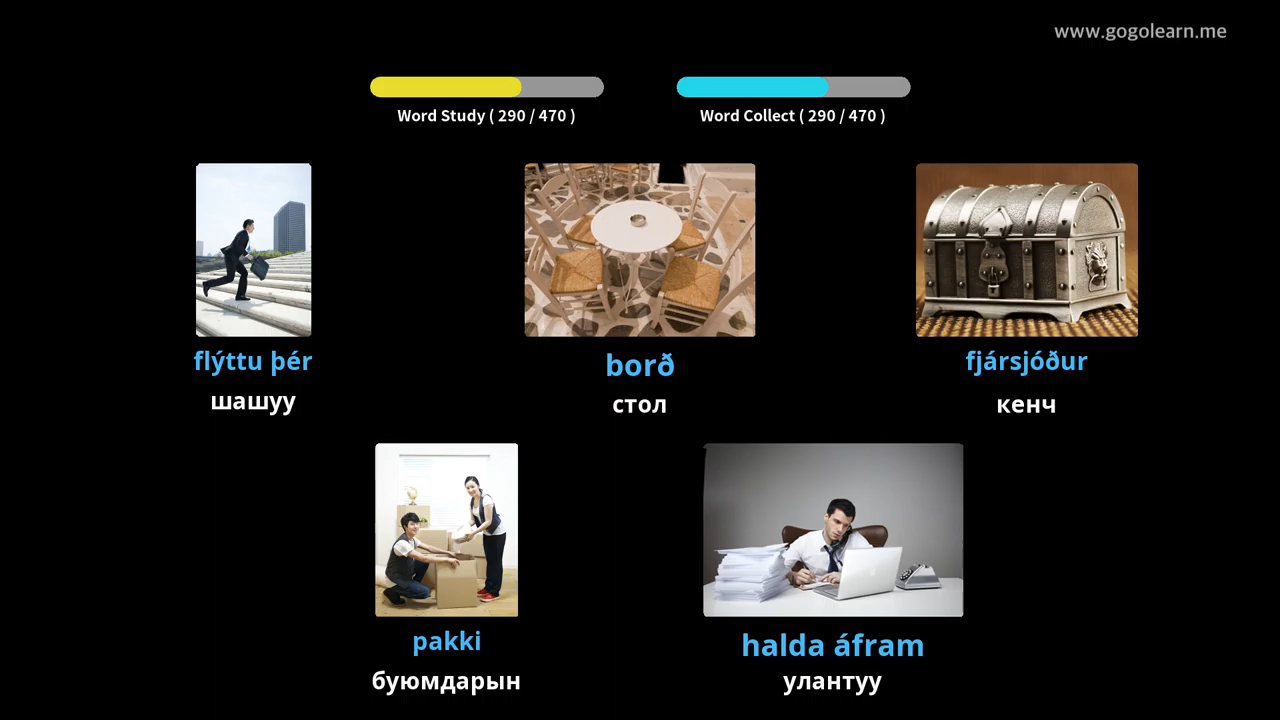 www.gogolearn.me
Word Study ( 290 / 470 )
Word Collect ( 290 / 470 )
flýttu þér
шашуу
borð
стол
fjársjóður
кенч
pakki
буюмдарын
halda áfram
улантуу